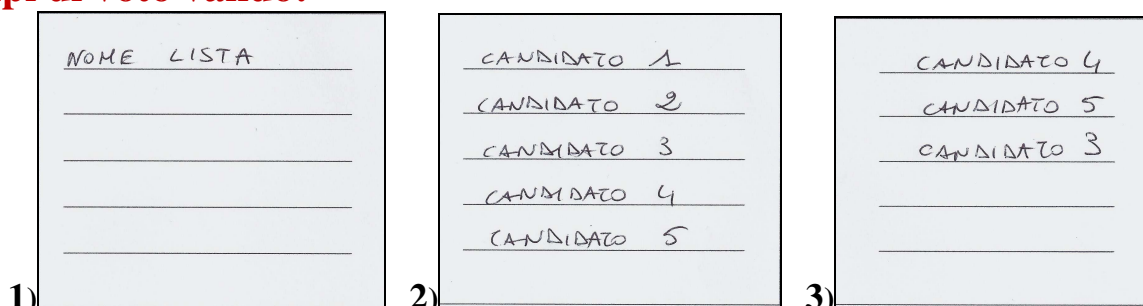 di voto valido:
NOME LISTA
1)
CANDIDATO 1
CANDIDATO 2
CANDIDATO 3
CANDIDATO 4
CANDIDATO 5
2)
CANDIDATO 4
CANDIDATO 5
CANDIDATO 3
3)